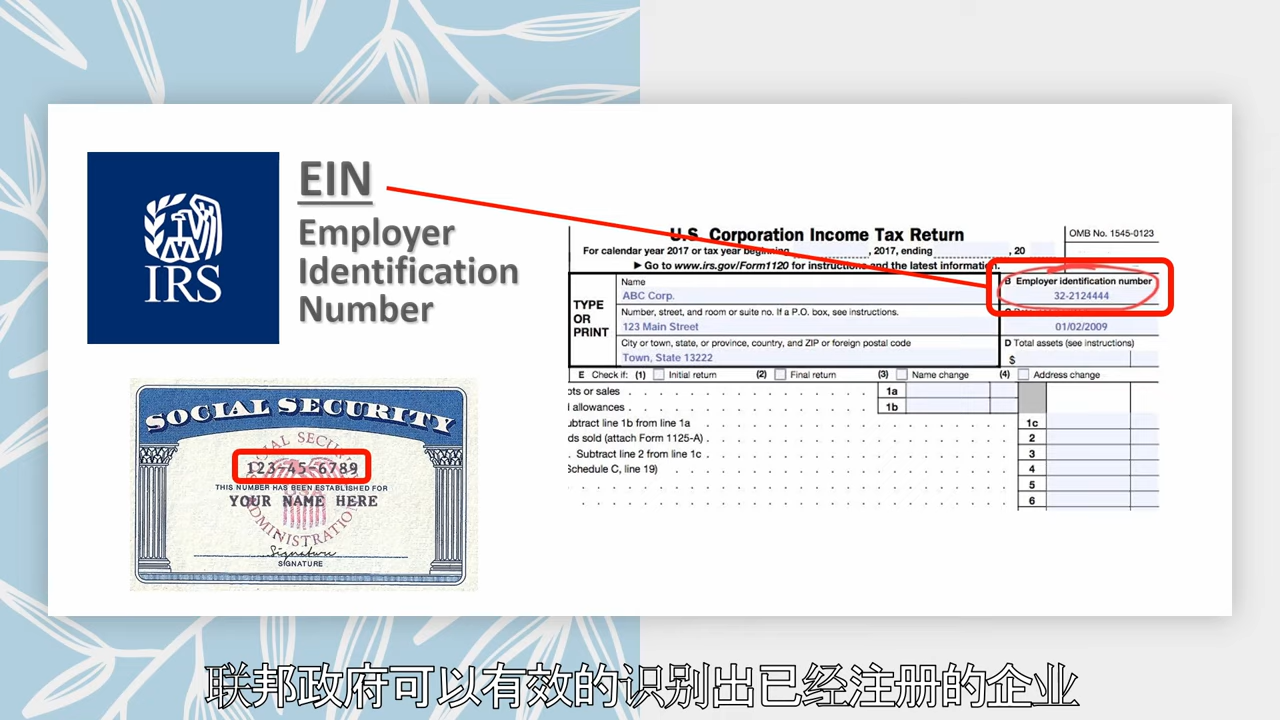 EIN
Employer
Identification
Number
IRS
SOCIAL SECURITY
SOCIAL SECURITY
ADMINISTRATION
USA
123-45-6789
THIS NUMBER HAS BEEN ESTABLISHED FOR
YOUR NAME HERE
Signature
SIGNATURE
U.S. Corporation Income Tax Return
OMB No. 1545-0123
For calendar year 2017 or tax year beginning , 2017, ending , 20
►Go to www.irs.gov/Form1120 for instructions and the latest information.
TYPE
OR
PRINT
Name
ABC Corp.
Number, street, and room or suite no. If a P.O. box, see instructions.
123 Main Street
City or town, state, or province, country, and ZIP or foreign postal code
Town, State 13222
B Employer identification number
32-2124444
01/02/2009
D Total assets (see instructions)
$
E Check if: (1) Initial return (2) Final return (3) Name change (4) Address change
pts or sales . . . . . . . . . . . 1a
l allowances . . . . . . . . . . . 1b
ubtract line 1b from line 1a 1c
ds sold (attach Form 1125-A) . 2
. Subtract line 2 from line 1c 3
Schedule C, line 19) 4
5
6
联邦政府可以有效的识别出已经注册的企业